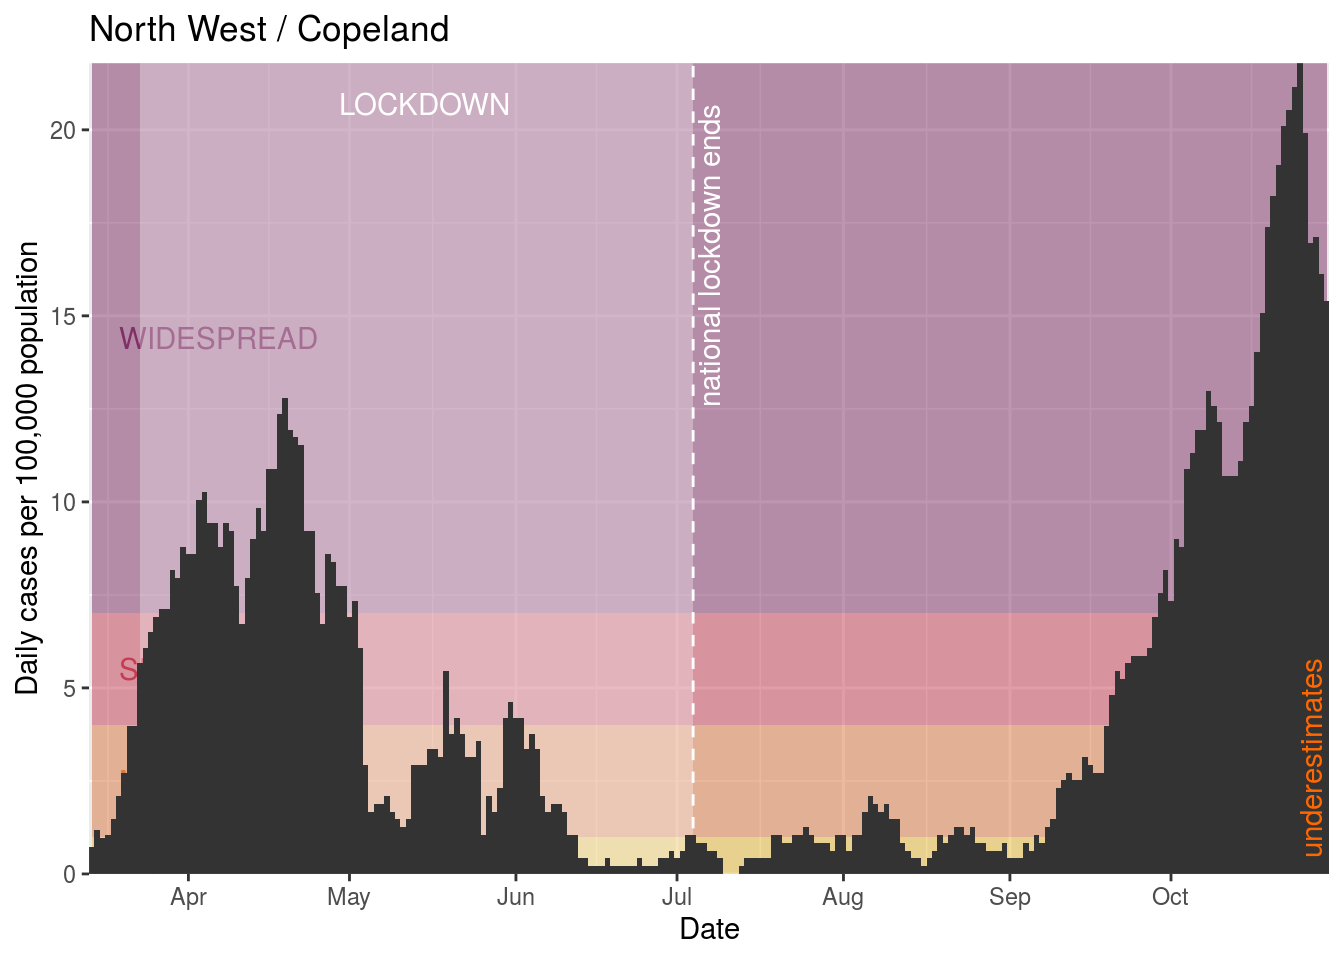 North West / Copeland
LOCKDOWN
national lockdown ends
WIDESPREAD
underestimates
Daily cases per 100,000 population
20
15
10
5
0
Apr
May
Jun
Jul
Aug
Sep
Oct
Date